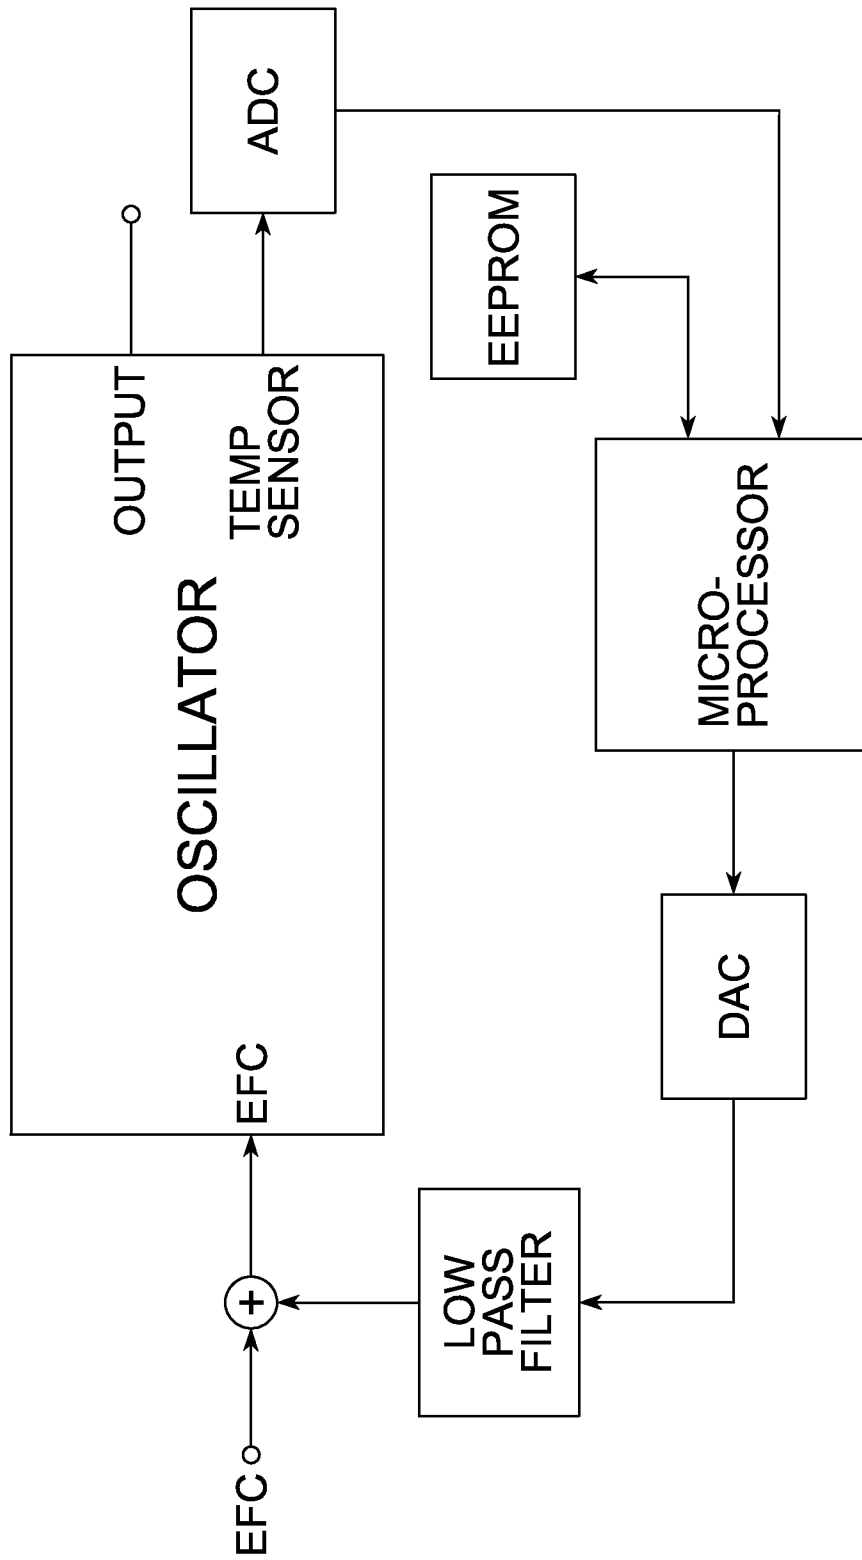 OUTPUT
OSCILLATOR
EFC
TEMP
SENSOR
ADC
EFC
+
LOW
PASS
FILTER
EEPROM
DAC
MICRO-
PROCESSOR